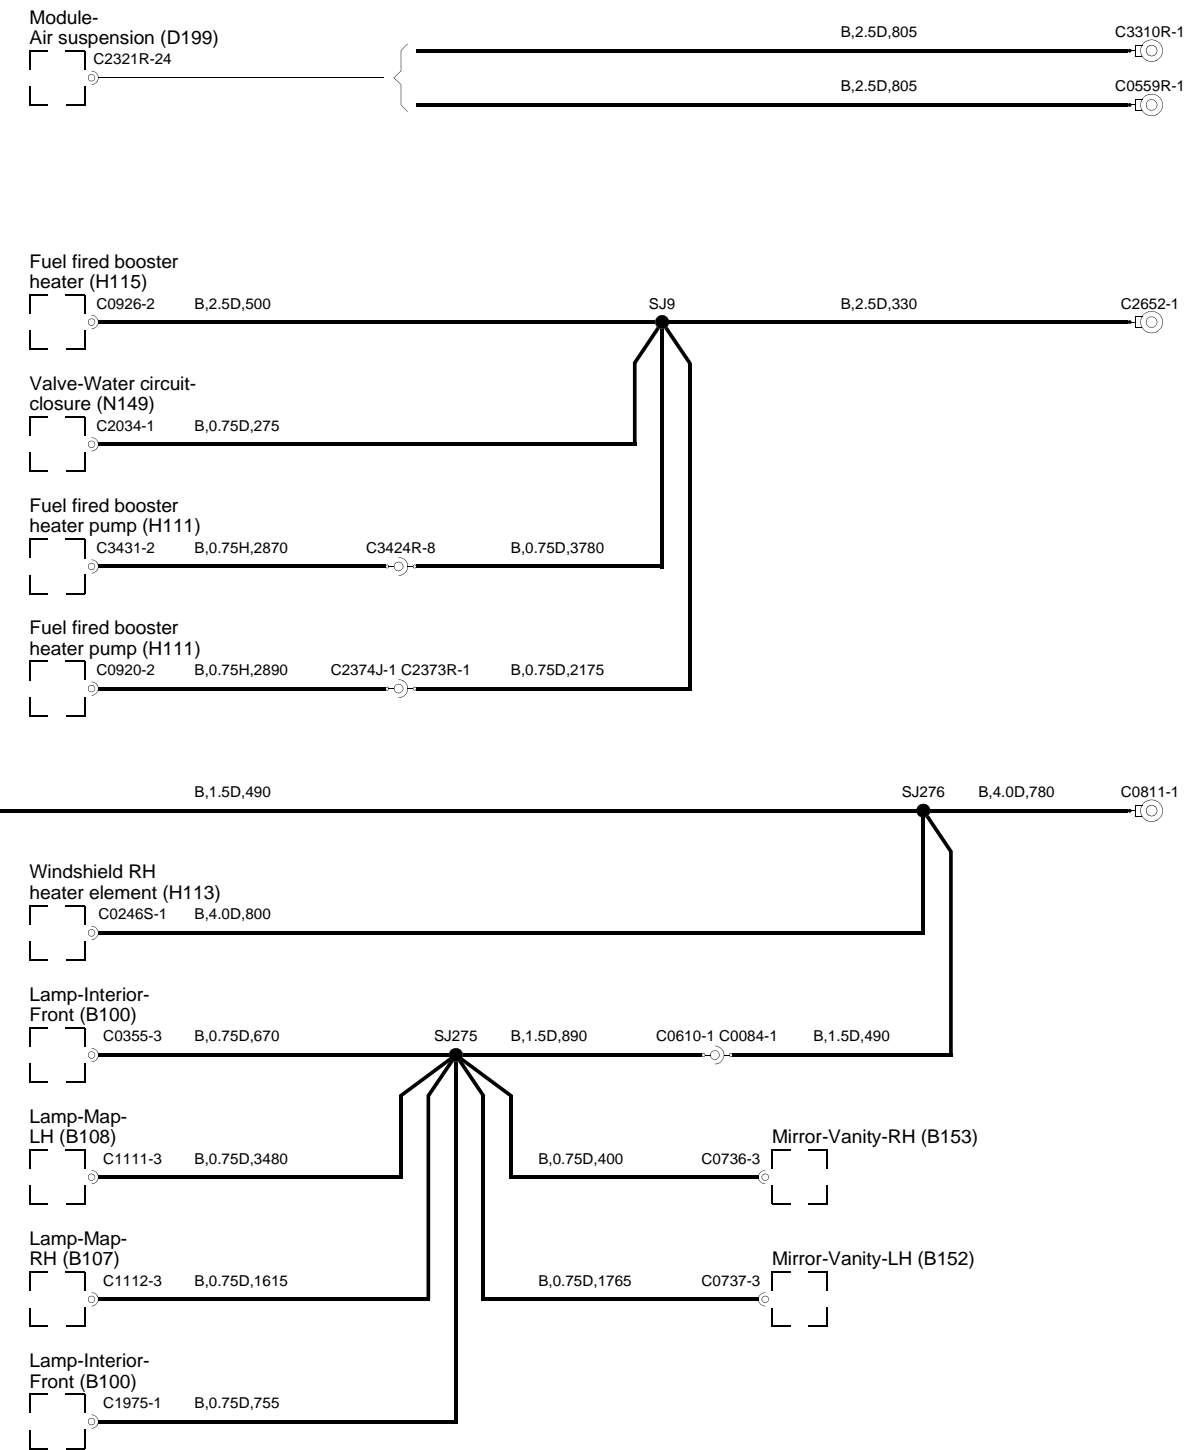 Module-
Air suspension (D199)
C2321R-24
B,2.5D,805
C3310R-1
B,2.5D,805
C0559R-1
Fuel fired booster
heater (H115)
C0926-2
B,2.5D,500
SJ9
B,2.5D,330
C2652-1
Valve-Water circuit-
closure (N149)
C2034-1
B,0.75D,275
Fuel fired booster
heater pump (H111)
C3431-2
B,0.75H,2870
C3424R-8
B,0.75D,3780
Fuel fired booster
heater pump (H111)
C0920-2
B,0.75H,2890
C2374J-1 C2373R-1
B,0.75D,2175
B,1.5D,490
SJ276
B,4.0D,780
C0811-1
Windshield RH
heater element (H113)
C0246S-1
B,4.0D,800
Lamp-Interior-
Front (B100)
C0355-3
B,0.75D,670
SJ275
B,1.5D,890
C0610-1 C0084-1
B,1.5D,490
Lamp-Map-
LH (B108)
C1111-3
B,0.75D,3480
B,0.75D,400
C0736-3
Mirror-Vanity-RH (B153)
Lamp-Map-
RH (B107)
C1112-3
B,0.75D,1615
B,0.75D,1765
C0737-3
Mirror-Vanity-LH (B152)
Lamp-Interior-
Front (B100)
C1975-1
B,0.75D,755